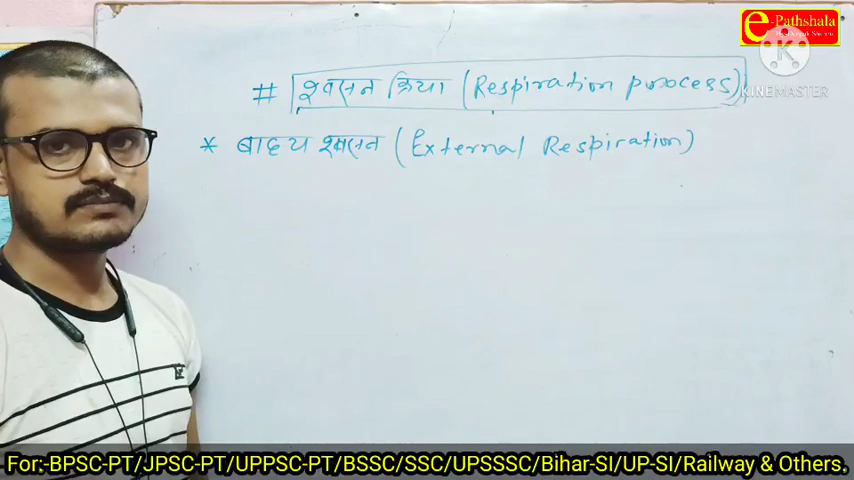 e-Pathshala
KINEMASTER
# श्वसन क्रिया (Respiration process)
* बाह्य श्वसन (External Respiration)
For:-BPSC-PT/JPSC-PT/UPPSC-PT/BSSC/SSC/UPSSSC/Bihar-SI/UP-SI/Railway & Others.